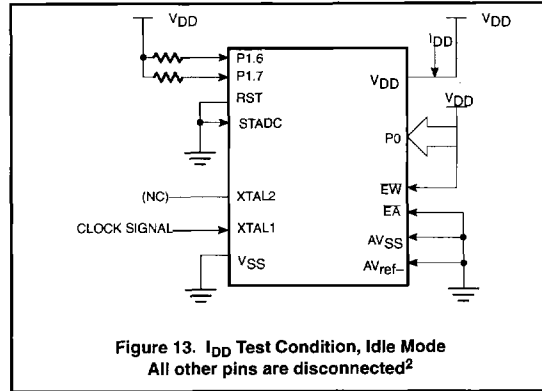 VDD
VDD
P1.6
P1.7
RST
STADC
(NC)
XTAL2
CLOCK SIGNAL
XTAL1
VSS
IDD
VDD
VDD
P0
EW
EA
AVSS
AVref–
Figure 13. IDD Test Condition, Idle Mode
All other pins are disconnected2